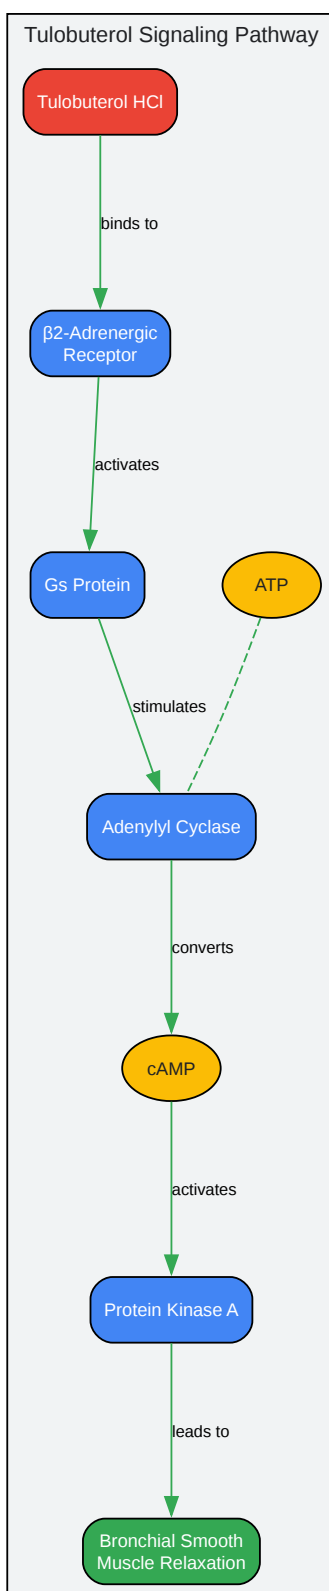 Tulobuterol Signaling Pathway
Tulobuterol HCl
binds to
β2-Adrenergic
Receptor
activates
Gs Protein
ATP
stimulates
Adenylyl Cyclase
converts
cAMP
activates
Protein Kinase A
leads to
Bronchial Smooth
Muscle Relaxation